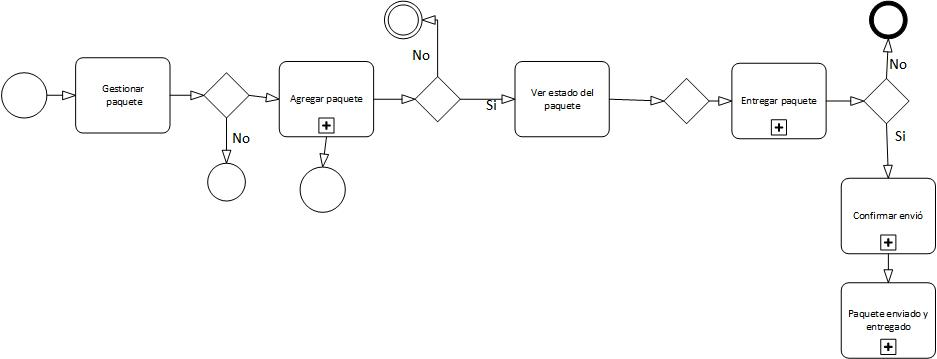 Gestionar
paquete
No
Agregar paquete
No
Si
Ver estado del
paquete
Entregar paquete
No
Si
Confirmar envió
Paquete enviado y
entregado